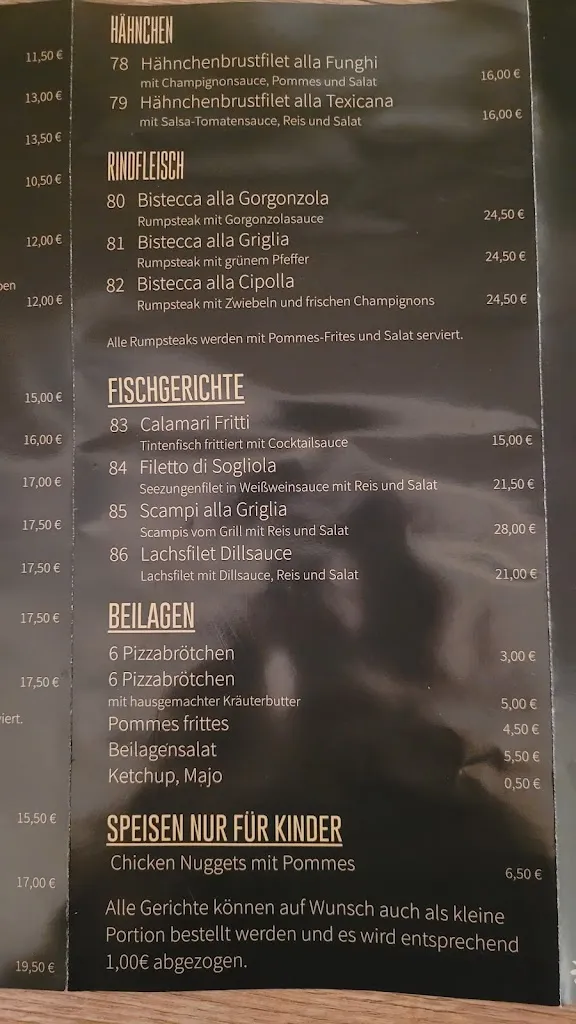 11,50 €
13,00 €
13,50 €
10,50 €
12,00 €
12,00 €
15,00 €
16,00 €
17,00 €
17,50 €
17,50 €
17,50 €
17,50 €
15,50 €
17,00 €
19,50 €
HÄHNCHEN
78 Hähnchenbrustfilet alla Funghi
mit Champignonsauce, Pommes und Salat 16,00 €
79 Hähnchenbrustfilet alla Texicana
mit Salsa-Tomatensauce, Reis und Salat 16,00 €
RINDFLEISCH
80 Bistecca alla Gorgonzola
Rumpsteak mit Gorgonzolasauce 24,50 €
81 Bistecca alla Griglia
Rumpsteak mit grünem Pfeffer 24,50 €
82 Bistecca alla Cipolla
Rumpsteak mit Zwiebeln und frischen Champignons 24,50 €
Alle Rumpsteaks werden mit Pommes-Frites und Salat serviert.
FISCHGERICHTE
83 Calamari Fritti
Tintenfisch frittiert mit Cocktailsauce 15,00 €
84 Filetto di Sogliola
Seezungenfilet in Weißweinsauce mit Reis und Salat 21,50 €
85 Scampi alla Griglia
Scampis vom Grill mit Reis und Salat 28,00 €
86 Lachsfilet Dillsauce
Lachsfilet mit Dillsauce, Reis und Salat 21,00 €
BEILAGEN
6 Pizzabrötchen 3,00 €
6 Pizzabrötchen
mit hausgemachter Kräuterbutter 5,00 €
Pommes frittes 4,50 €
Beilagensalat 5,50 €
Ketchup, Majo 0,50 €
SPEISEN NUR FÜR KINDER
Chicken Nuggets mit Pommes 6,50 €
Alle Gerichte können auf Wunsch auch als kleine
Portion bestellt werden und es wird entsprechend
1,00€ abgezogen.